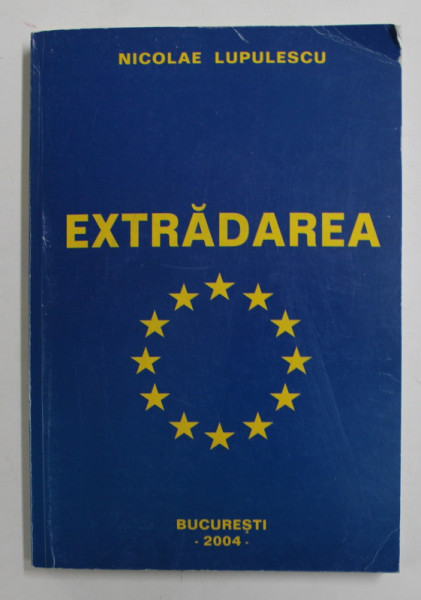 NICOLAE LUPULESCU
EXTRĂDAREA
BUCUREȘTI
- 2004 -